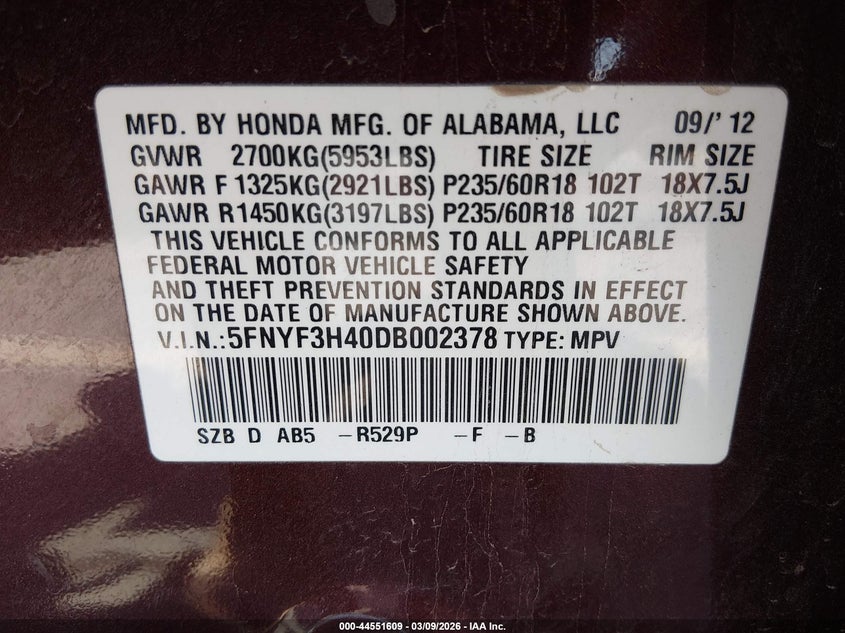 MFD. BY HONDA MFG. OF ALABAMA, LLC 09/' 12
GVWR 2700KG(5953LBS) TIRE SIZE RIM SIZE
GAWR F 1325KG(2921LBS) P235/60R18 102T 18X7.5J
GAWR R1450KG(3197LBS) P235/60R18 102T 18X7.5J
THIS VEHICLE CONFORMS TO ALL APPLICABLE
FEDERAL MOTOR VEHICLE SAFETY
AND THEFT PREVENTION STANDARDS IN EFFECT
ON THE DATE OF MANUFACTURE SHOWN ABOVE.
V.I.N.:5FNYF3H40DB002378 TYPE: MPV
SZB D AB5 -R529P -F -B
000-44551609 - 03/09/2026 - IAA Inc.